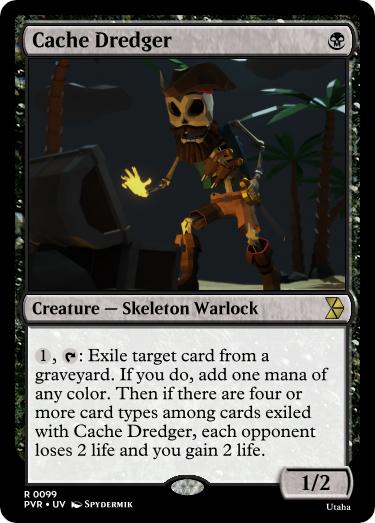 Cache Dredger
Creature — Skeleton Warlock
1, : Exile target card from a
graveyard. If you do, add one mana of
any color. Then if there are four or
more card types among cards exiled
with Cache Dredger, each opponent
loses 2 life and you gain 2 life.
1/2
R 0099
PVR • UV Spydermik
Utaha